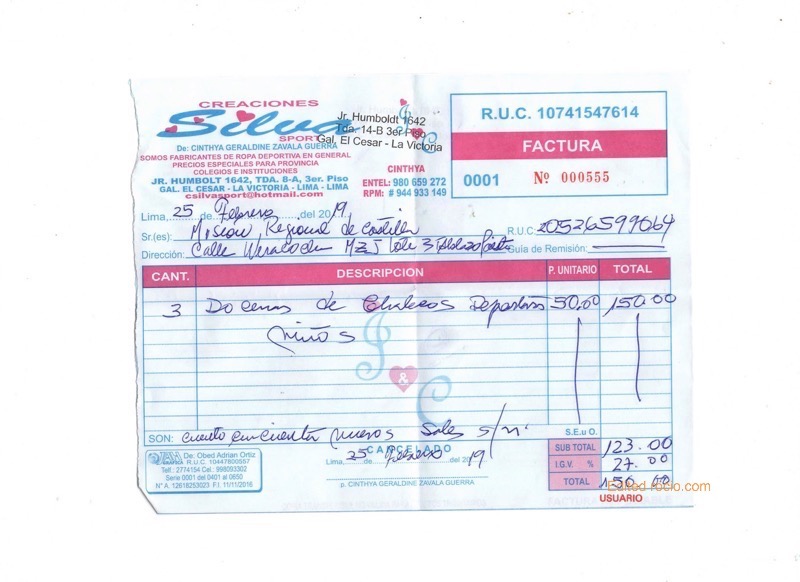 CREACIONES
Silva
SPORT
De: CINTHYA GERALDINE ZAVALA GUERRA
SOMOS FABRICANTES DE ROPA DEPORTIVA EN GENERAL
PRECIOS ESPECIALES PARA PROVINCIA
COLEGIOS E INSTITUCIONES
JR. HUMBOLT 1642, TDA. 8-A, 3er. Piso
GAL. EL CESAR - LA VICTORIA - LIMA - LIMA
csilvasport@hotmail.com
Jr. Humboldt 1642
Tda. 14-B 3er Piso
Gal. El Cesar - La Victoria
CINTHYA
ENTEL: 980 659 272
RPM: # 944 933 149
R.U.C. 10741547614
FACTURA
0001 Nº 000555
Lima, 25 de Febrero del 2019
Sr.(es): Regional de Castilla R.U.C. 20526599064
Dirección: Calle Mz J Lote 3 Guía de Remisión:
CANT. DESCRIPCION P. UNITARIO TOTAL
3 Docenas de Chalecos Deportivos 50.00 150.00
niños
J & C
S.E.u O.
SON: ciento cincuenta nuevos Soles s/n.
CANCELADO
Lima, 25 de Febrero del 2019
p. CINTHYA GERALDINE ZAVALA GUERRA
SUB TOTAL 123.00
I.G.V. % 27.00
TOTAL 150.00
USUARIO
De: Obed Adrian Ortiz
R.U.C. 10447800557
Telf.: 2774154 Cel.: 998093302
Serie 0001 del 0401 al 0650
N° A. 12618253023 F.I. 11/11/2016
Edited-rocio.com